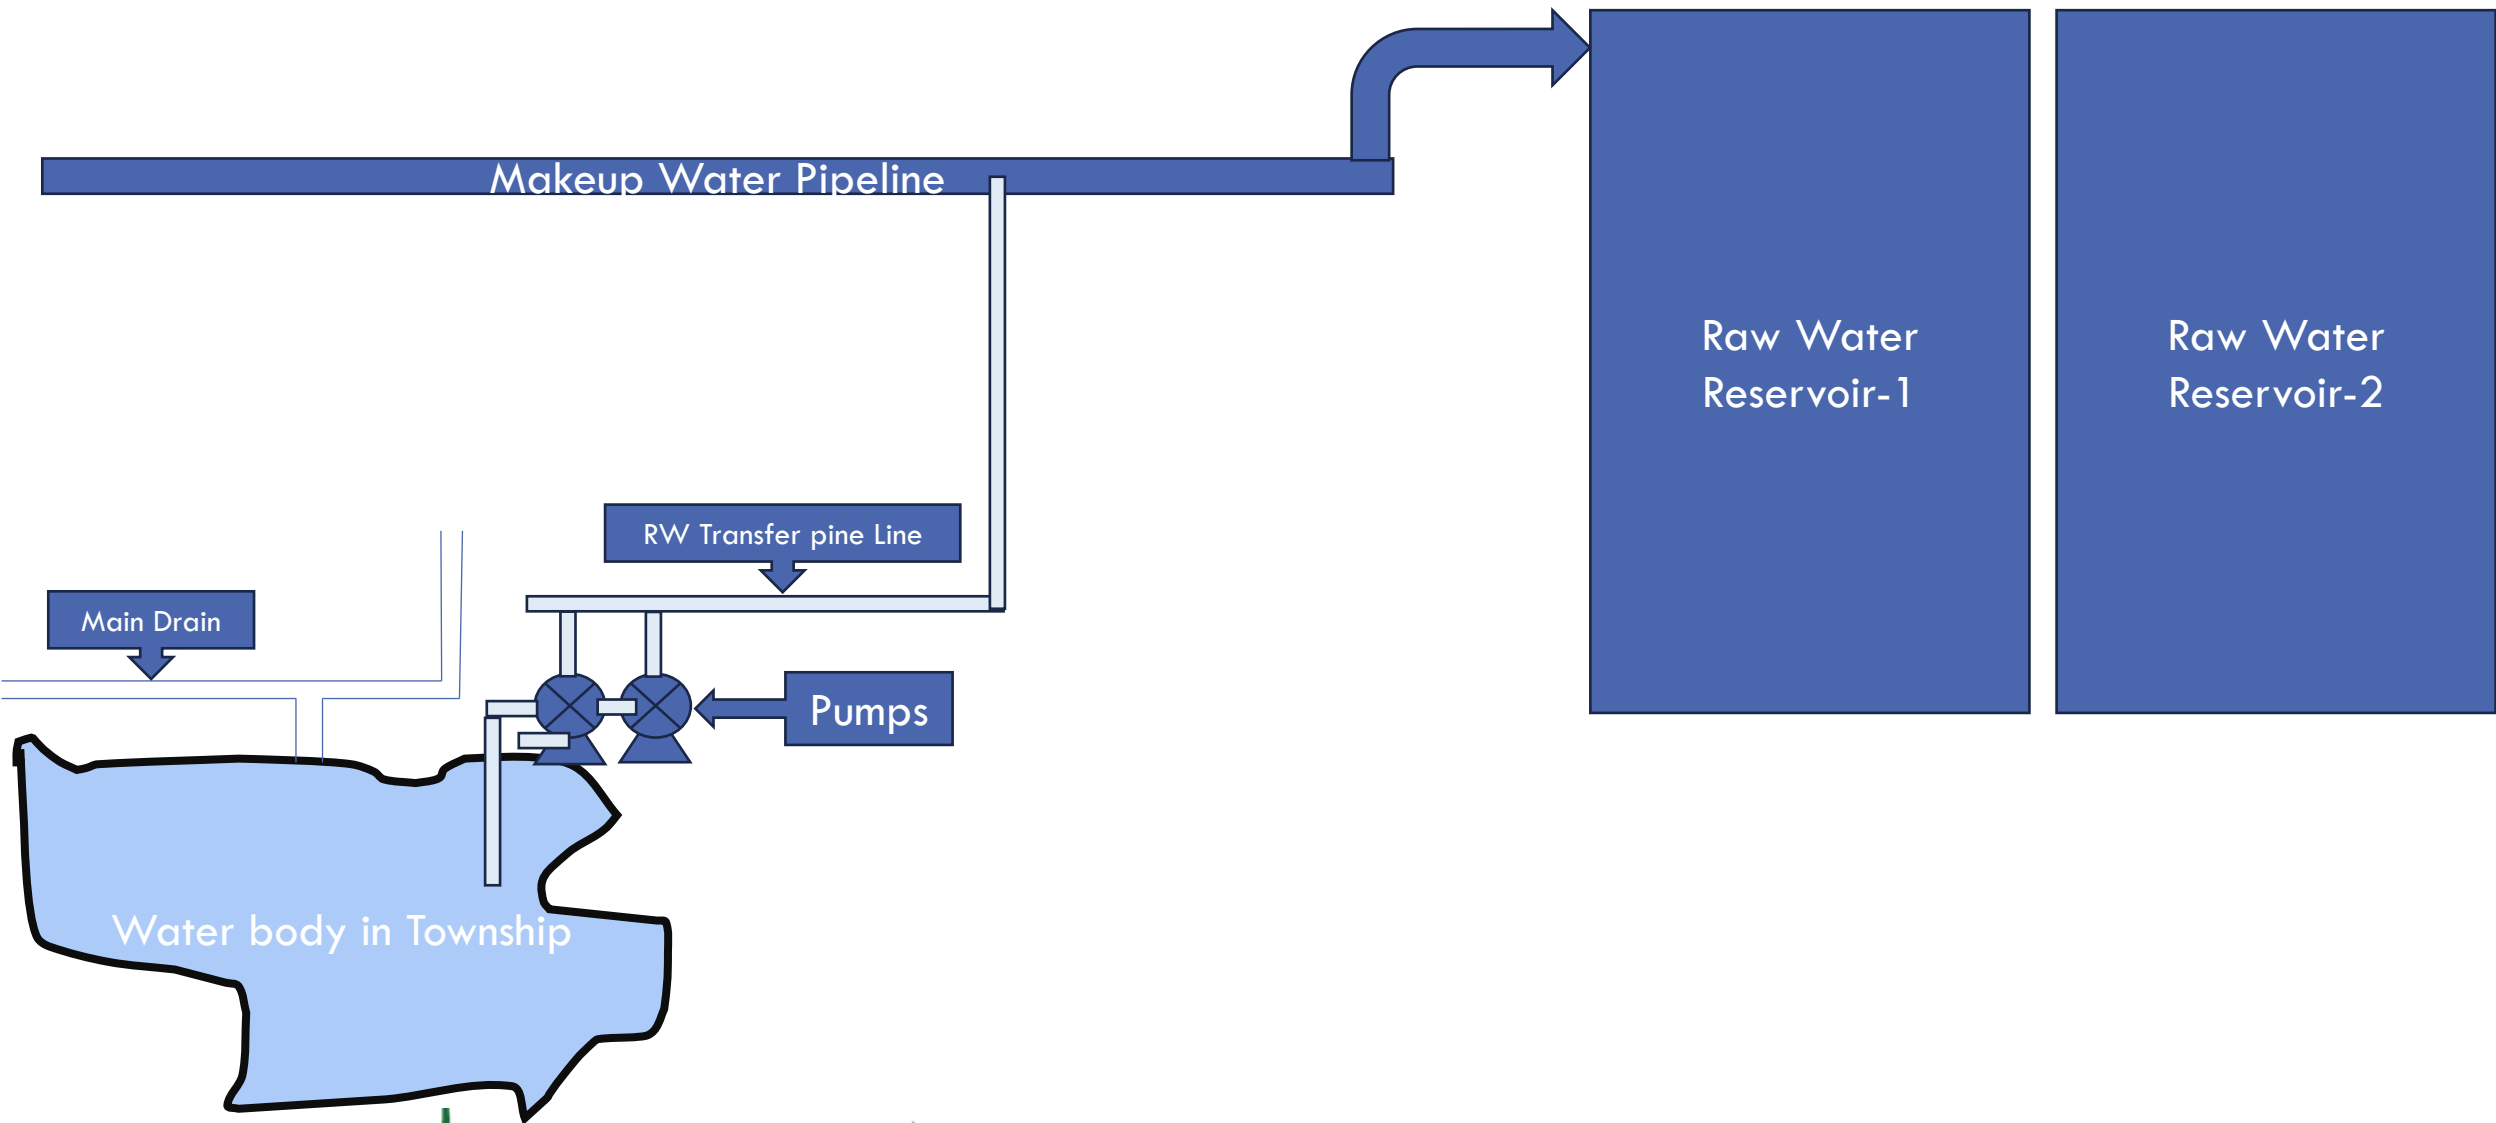 Makeup Water Pipeline
Raw Water
Reservoir-1
Raw Water
Reservoir-2
RW Transfer pine Line
Main Drain
Pumps
Water body in Township